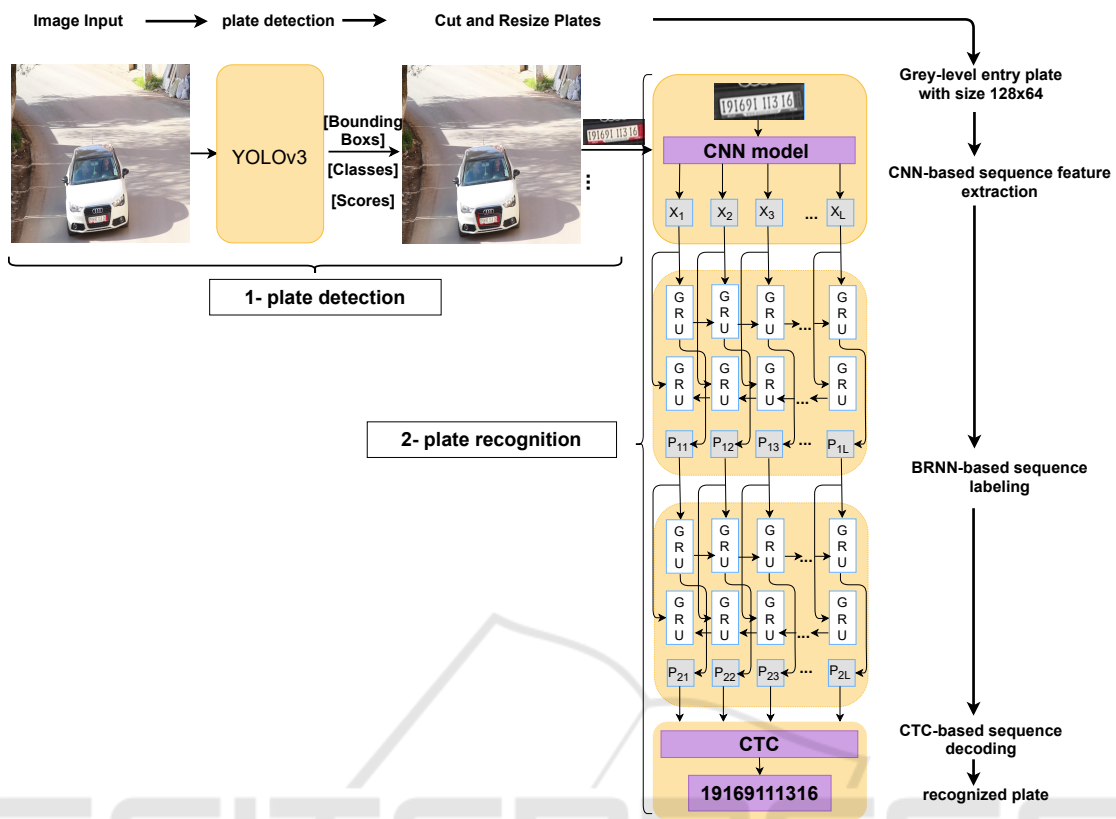 Image Input
plate detection
Cut and Resize Plates
Grey-level entry plate
with size 128x64
YOLOv3
[Bounding
Boxs]
[Classes]
[Scores]
...
191691 113 16
191691 113 16
CNN model
X1 X2 X3 ... XL
CNN-based sequence feature
extraction
1- plate detection
GRU GRU GRU ... GRU
GRU GRU GRU ... GRU
2- plate recognition
P11 P12 P13 ... P1L
BRNN-based sequence
labeling
GRU GRU GRU ... GRU
GRU GRU GRU ... GRU
P21 P22 P23 ... P2L
CTC
CTC-based sequence
decoding
19169111316
recognized plate